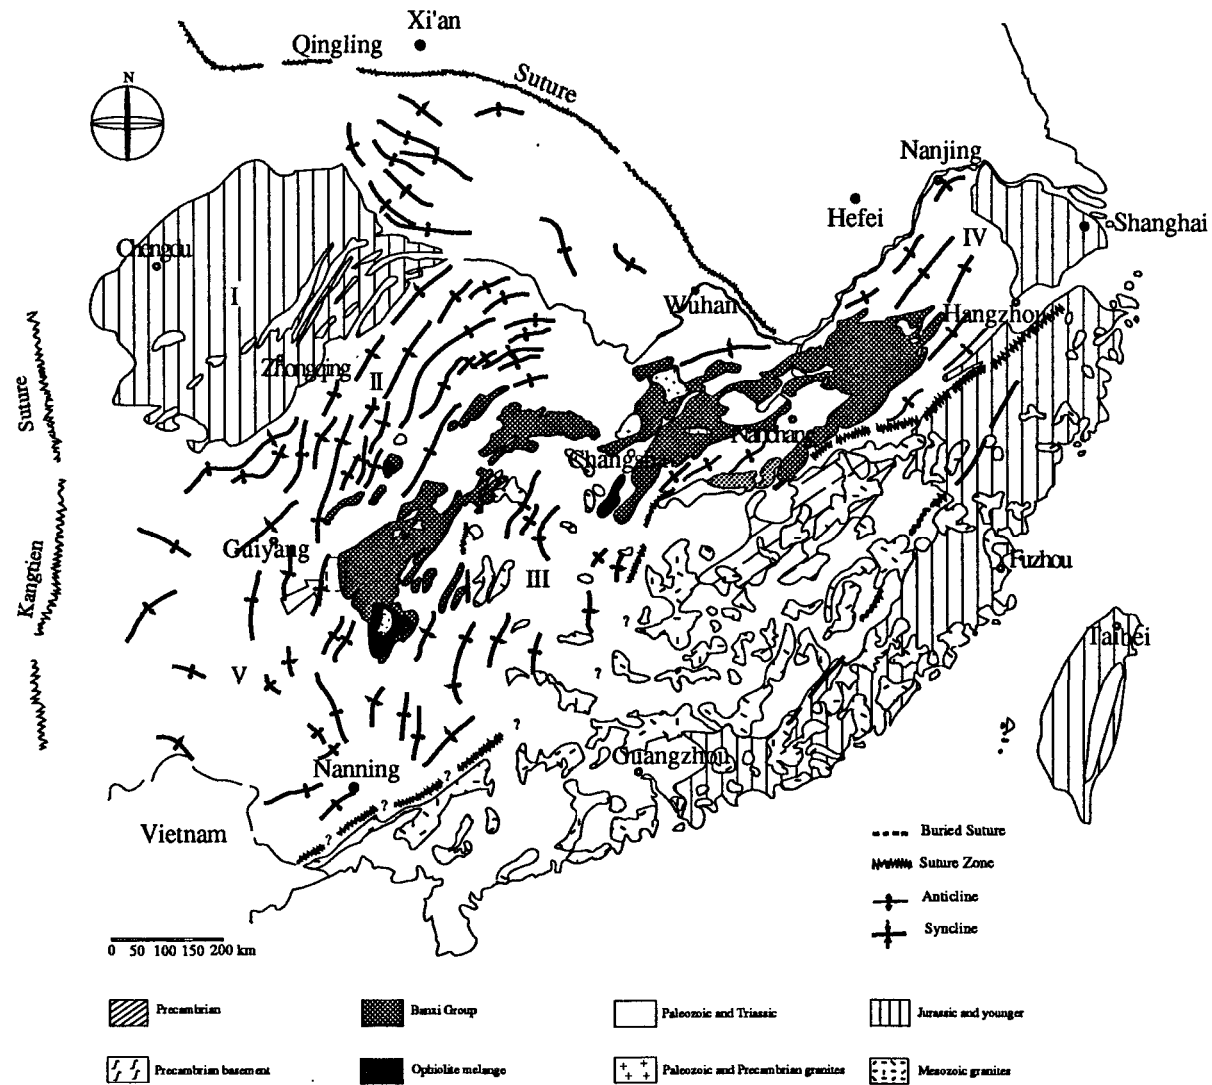 Xi'an
Qingling
Suture
N
Nanjing
Hefei
Shanghai
IV
Chengou
I
Wuhan
Hangzhou
Zhongqing
II
Suture
Nanchang
Guiyang
III
Kangtien
Fuzhou
?
Taibei
V
?
?
Guangzhou
Nanning
?
?
Vietnam
?
Buried Suture
Suture Zone
Anticline
Syncline
0 50 100 150 200 km
Precambrian
Banxi Group
Paleozoic and Triassic
Jurassic and younger
Precambrian basement
Ophiolite melange
Paleozoic and Precambrian granites
Mesozoic granites